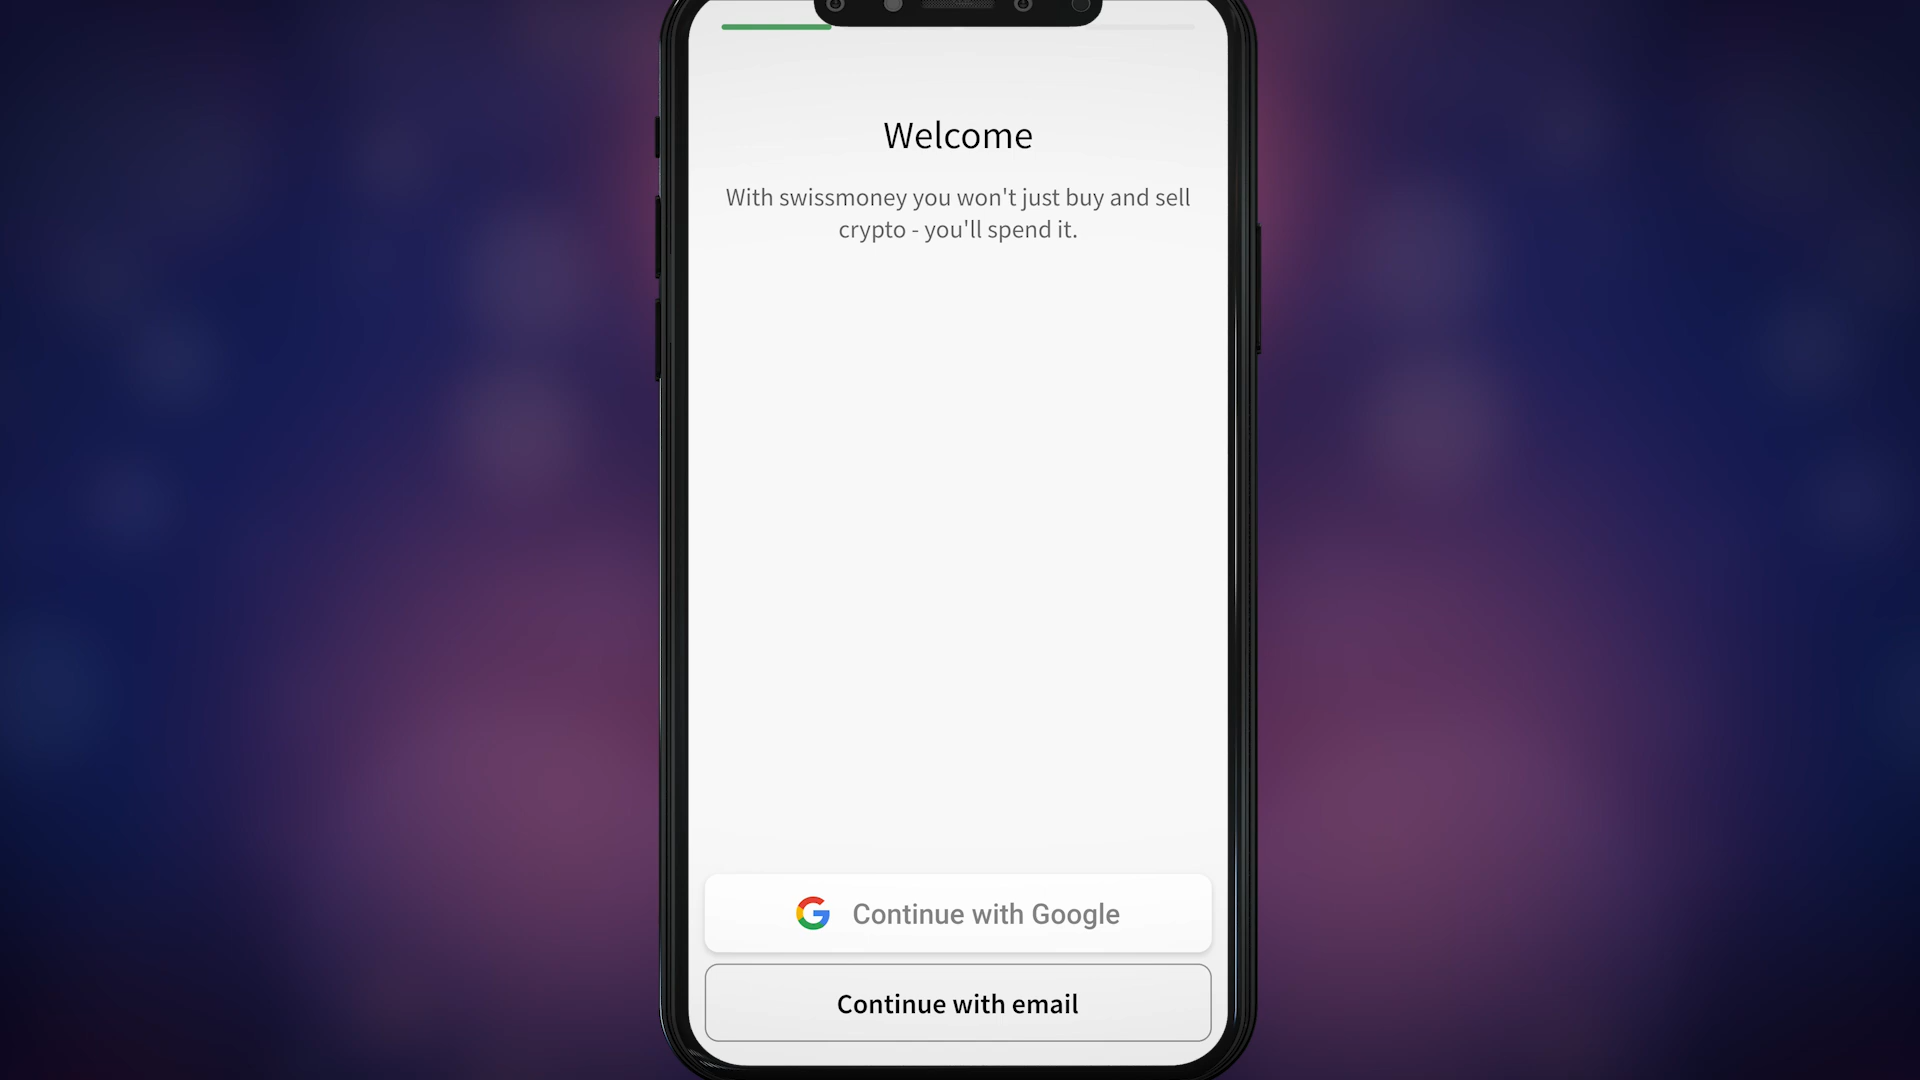 Welcome
With swissmoney you won't just buy and sell
crypto - you'll spend it.
Continue with Google
Continue with email